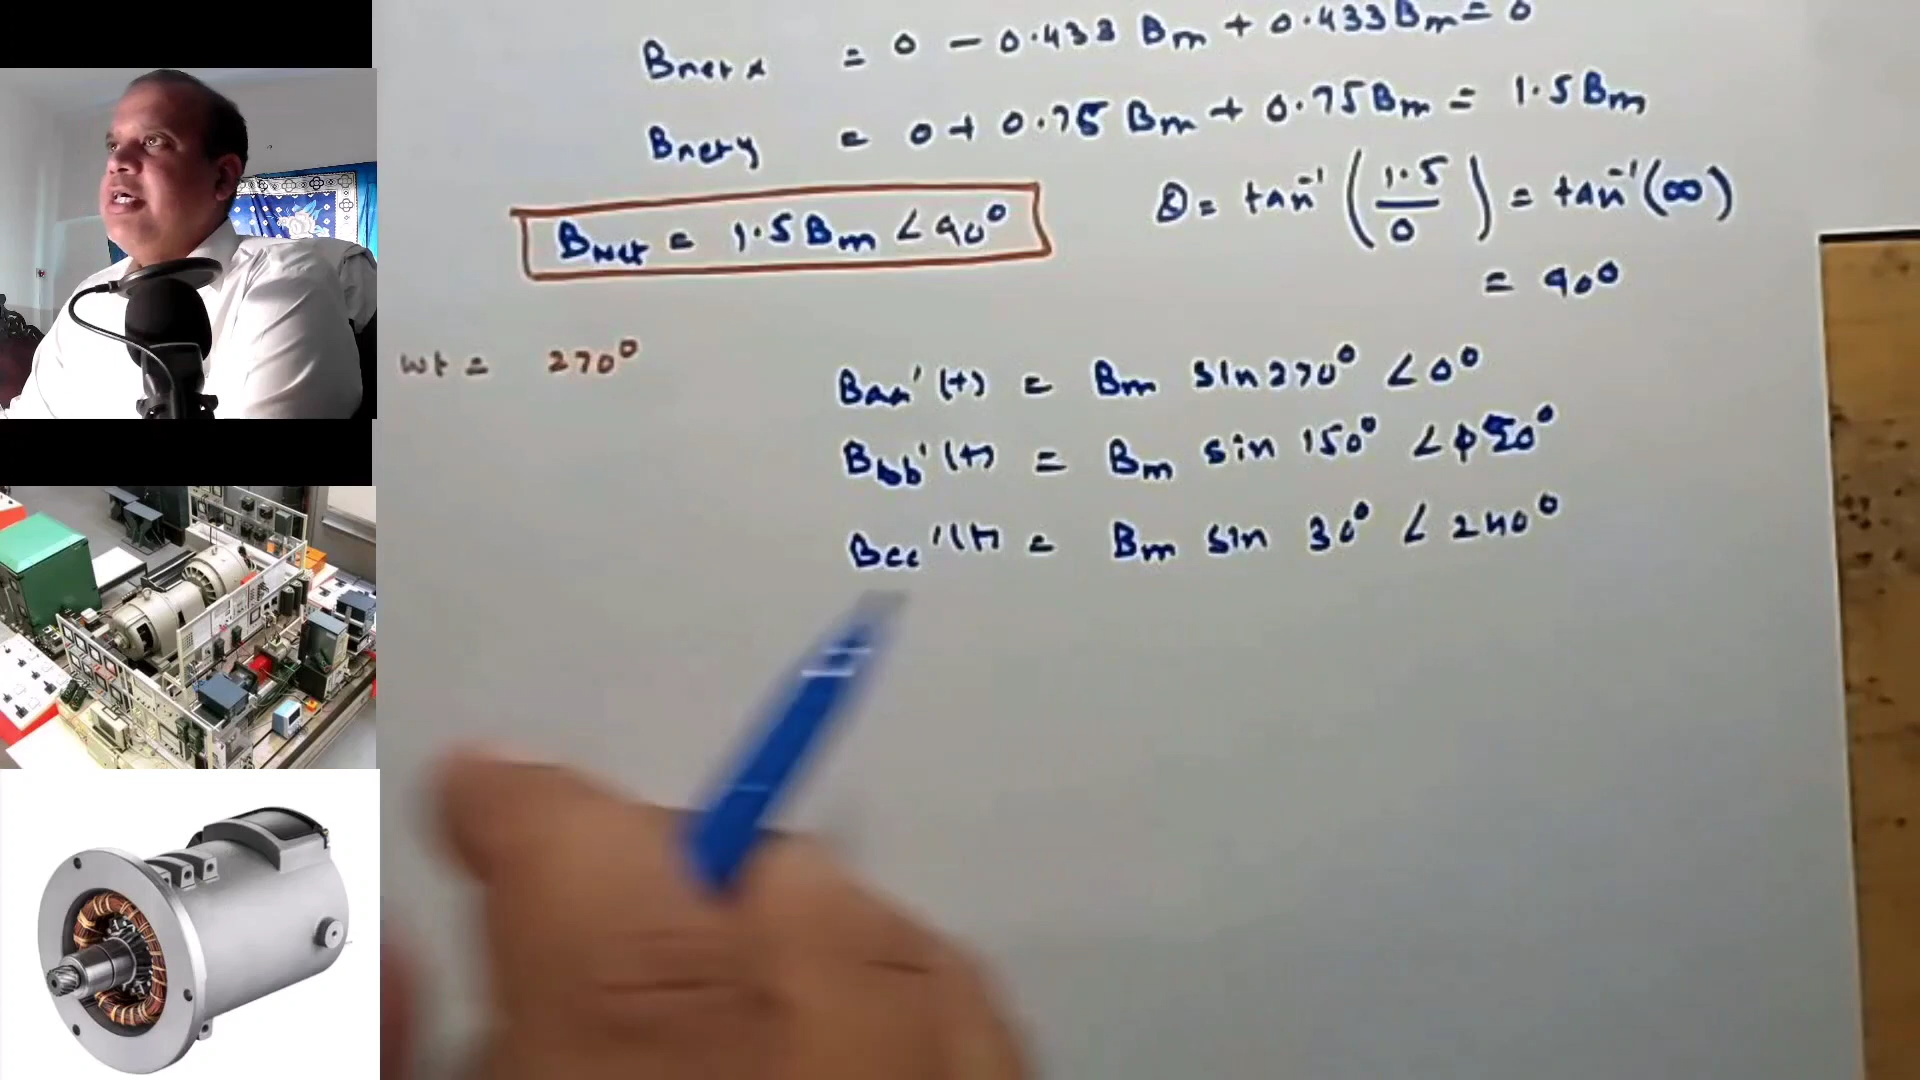 Bnet x = 0 - 0.433 Bm + 0.433 Bm = 0
Bnet y = 0 + 0.75 Bm + 0.75 Bm = 1.5 Bm
θ = tan⁻¹ (1.5/0) = tan⁻¹(∞)
Bnet = 1.5 Bm ∠90°
= 90°
wt = 270°
Baa'(t) = Bm sin 270° ∠0°
Bbb'(t) = Bm sin 150°
Bcc'(t) = Bm sin 30° ∠240°